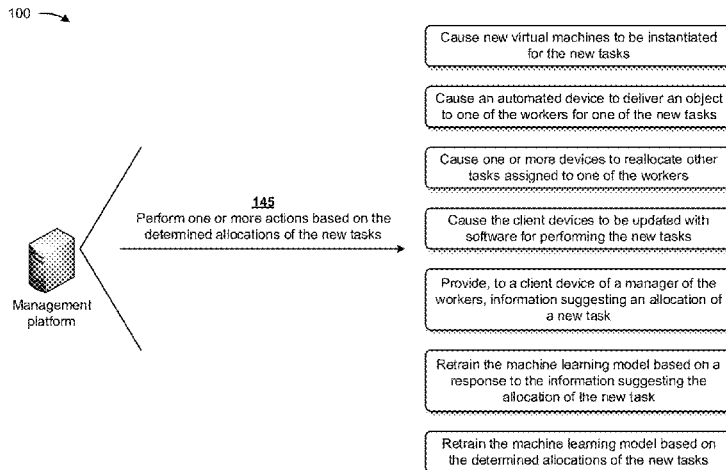 100
Management
platform
145
Perform one or more actions based on the
determined allocations of the new tasks
Cause new virtual machines to be instantiated
for the new tasks
Cause an automated device to deliver an object
to one of the workers for one of the new tasks
Cause one or more devices to reallocate other
tasks assigned to one of the workers
Cause the client devices to be updated with
software for performing the new tasks
Provide, to a client device of a manager of the
workers, information suggesting an allocation of
a new task
Retrain the machine learning model based on a
response to the information suggesting the
allocation of the new task
Retrain the machine learning model based on
the determined allocations of the new tasks